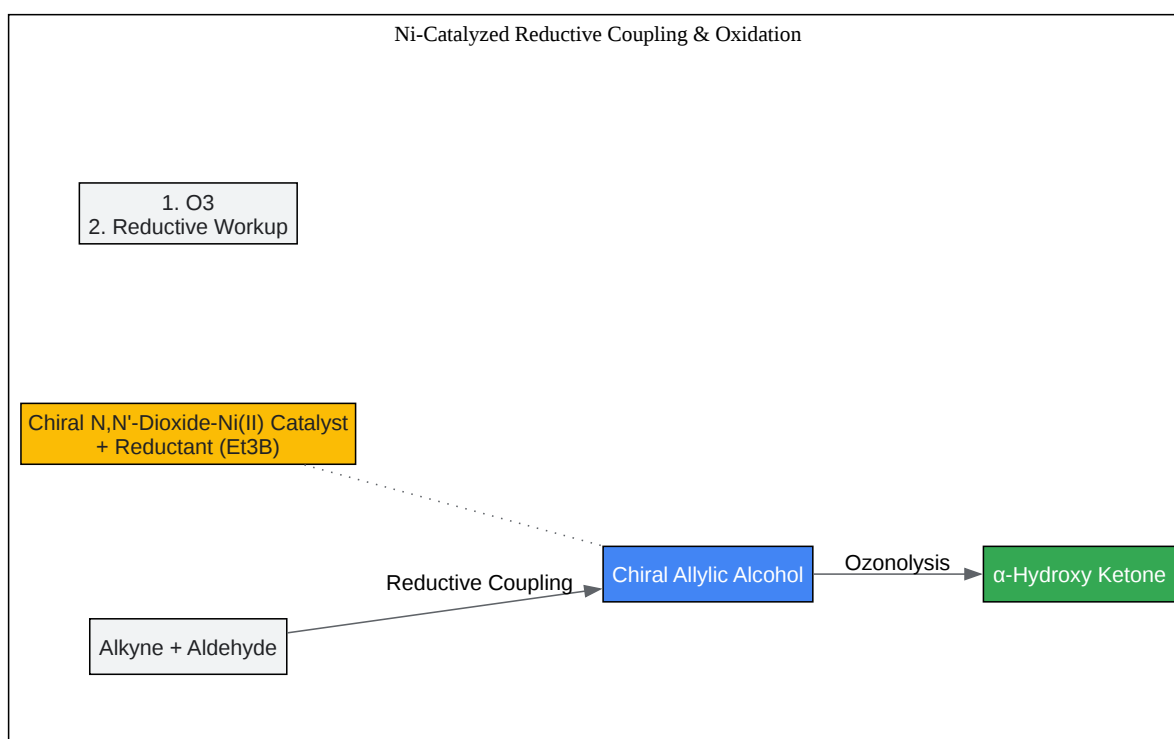 Ni-Catalyzed Reductive Coupling & Oxidation
1. O3
2. Reductive Workup
Chiral N,N'-Dioxide-Ni(II) Catalyst
+ Reductant (Et3B)
Reductive Coupling
Alkyne + Aldehyde
Chiral Allylic Alcohol
Ozonolysis
α-Hydroxy Ketone